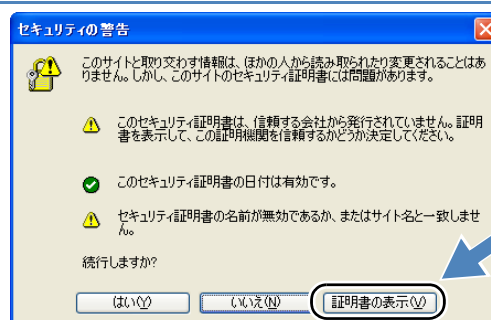 セキュリティの警告
このサイトと取り交わす情報は、ほかの人から読み取られたり変更されることはあ
りません。しかし、このサイトのセキュリティ証明書には問題があります。
このセキュリティ証明書は、信頼する会社から発行されていません。証明
書を表示して、この証明機関を信頼するかどうか決定してください。
このセキュリティ証明書の日付は有効です。
セキュリティ証明書の名前が無効であるか、またはサイト名と一致しませ
ん。
続行しますか?
はい(Y) いいえ(N) 証明書の表示(V)